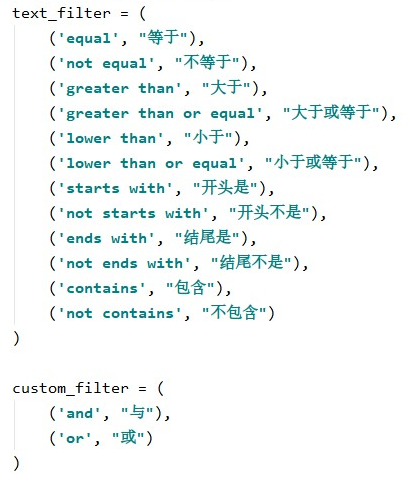 text_filter = (
    ('equal', "等于"),
    ('not equal', "不等于"),
    ('greater than', "大于"),
    ('greater than or equal', "大于或等于"),
    ('lower than', "小于"),
    ('lower than or equal', "小于或等于"),
    ('starts with', "开头是"),
    ('not starts with', "开头不是"),
    ('ends with', "结尾是"),
    ('not ends with', "结尾不是"),
    ('contains', "包含"),
    ('not contains', "不包含")
)
custom_filter = (
    ('and', "与"),
    ('or', "或")
)